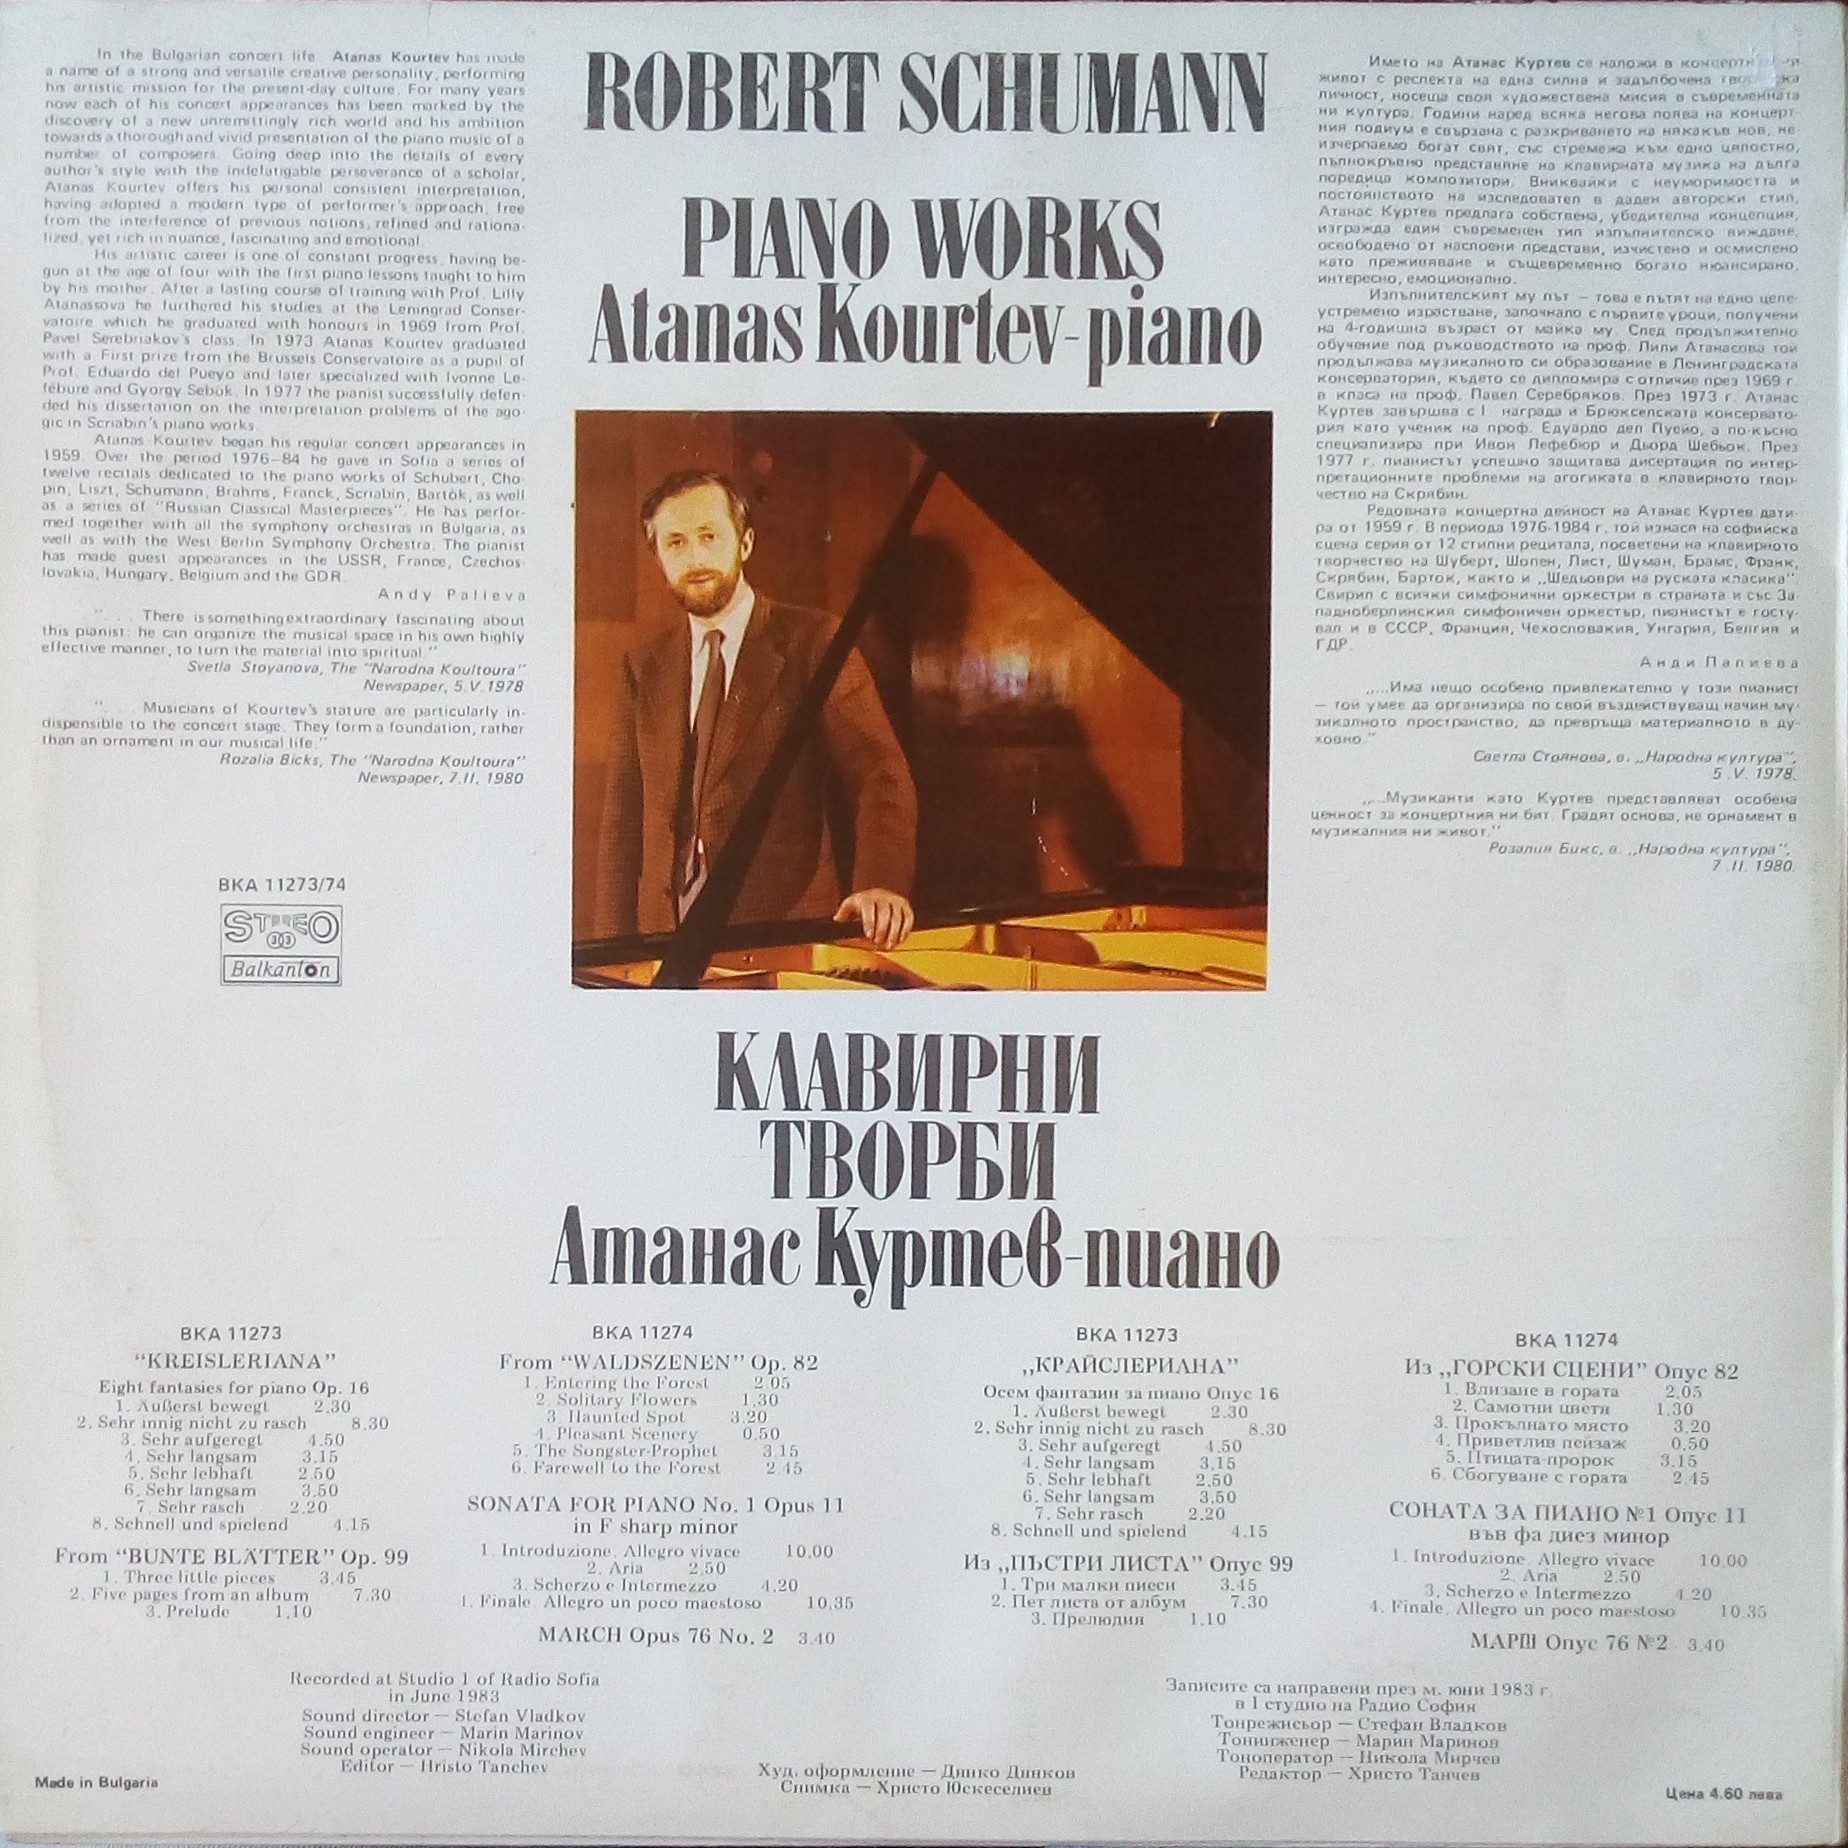 In the Bulgarian concert life Atanas Kourtev has made
a name of a strong and versatile creative personality, performing
his artistic mission for the present-day culture. For many years
now each of his concert appearances has been marked by the
discovery of a new unremittingly rich world and his ambition
towards a thorough and vivid presentation of the piano music of a
number of composers. Going deep into the details of every
author's style with the indefatigable perseverance of a scholar,
Atanas Kourtev offers his personal consistent interpretation,
having adopted a modern type of performer's approach, free
from the interference of previous notions, refined and rationa-
lized, yet rich in nuance, fascinating and emotional.
His artistic career is one of constant progress, having be-
gun at the age of four with the first piano lessons taught to him
by his mother. After a lasting course of training with Prof. Lilly
Atanassova he furthered his studies at the Leningrad Conser-
vatoire which he graduated with honours in 1969 from Prof.
Pavel Serebriakov's class. In 1973 Atanas Kourtev graduated
with a First prize from the Brussels Conservatoire as a pupil of
Prof. Eduardo del Pueyo and later specialized with Ivonne Le-
fébure and Gyorgy Sebök. In 1977 the pianist successfully defen-
ded his dissertation on the interpretation problems of the ago-
gic in Scriabin's piano works.
Atanas Kourtev began his regular concert appearances in
1959. Over the period 1976–84 he gave in Sofia a series of
twelve recitals dedicated to the piano works of Schubert, Cho-
pin, Liszt, Schumann, Brahms, Franck, Scriabin, Bartók, as well
as a series of "Russian Classical Masterpieces". He has perfor-
med together with all the symphony orchestras in Bulgaria, as
well as with the West Berlin Symphony Orchestra. The pianist
has made guest appearances in the USSR, France, Czechos-
lovakia, Hungary, Belgium and the GDR.
Andy Palieva
". . . There is something extraordinary fascinating about
this pianist: he can organize the musical space in his own highly
effective manner, to turn the material into spiritual."
Svetla Stoyanova, The "Narodna Koultoura"
Newspaper, 5.V.1978
". . . Musicians of Kourtev's stature are particularly in-
dispensible to the concert stage. They form a foundation, rather
than an ornament in our musical life."
Rozalia Bicks, The "Narodna Koultoura"
Newspaper, 7.II. 1980
BKA 11273/74
STEREO
33
Balkanton
ROBERT SCHUMANN
PIANO WORKS
Atanas Kourtev-piano
КЛАВИРНИ
ТВОРБИ
Атанас Куртев-пиано
Името на Атанас Куртев се наложи в
живот с респекта на една силна и задълбочена
личност, носеща своя художествена мисия в съвременната
ни култура. Години наред всяка негова поява на концерт-
ния подиум е свързана с разкриването на някакъв нов, не-
изчерпаемо богат свят, със стремежа към едно цялостно,
пълнокръвно представяне на клавирната музика на дълга
поредица композитори. Вниквайки с неуморимостта и
постоянството на изследовател в даден авторски стил,
Атанас Куртев предлага собствена, убедителна концепция,
изгражда един съвременен тип изпълнителско виждане,
освободено от наслоени представи, изчистено и осмислено
като преживяване и същевременно богато нюансирано,
интересно, емоционално.
Изпълнителският му път — това е пътят на едно целе-
устремено израстване, започнало с първите уроци, получени
на 4-годишна възраст от майка му. След продължително
обучение под ръководството на проф. Лили Атанасова той
продължава музикалното си образование в Ленинградската
консерватория, където се дипломира с отличие през 1969 г.
в класа на проф. Павел Серебряков. През 1973 г. Атанас
Куртев завършва с I награда и Брюкселската консервато-
рия като ученик на проф. Едуардо дел Пуейо, а по-късно
специализира при Ивон Лефебюр и Дьорд Шебьок. През
1977 г. пианистът успешно защитава дисертация по интер-
претационните проблеми на агогиката в клавирното твор-
чество на Скрябин.
Редовната концертна дейност на Атанас Куртев дати-
ра от 1959 г. В периода 1976-1984 г. той изнася на софийска
сцена серия от 12 стилни рецитала, посветени на клавирното
творчество на Шуберт, Шопен, Лист, Шуман, Брамс, Франк,
Скрябин, Барток, както и „Шедьоври на руската класика".
Свирил с всички симфонични оркестри в страната и със За-
падноберлинския симфоничен оркестър, пианистът е госту-
вал и в СССР, Франция, Чехословакия, Унгария, Белгия и
ГДР.
Анди Палиева
„...Има нещо особено привлекателно у този пианист
— той умее да организира по свой въздействуващ начин му-
зикалното пространство, да превръща материалното в ду-
ховно."
Светла Стоянова, в. „Народна култура",
5.V. 1978.
„...Музиканти като Куртев представляват особена
ценност за концертния ни бит. Градят основа, не орнамент в
музикалния ни живот."
Розалия Бикс, в. „Народна култура",
7.II. 1980.
BKA 11273
"KREISLERIANA"
Eight fantasies for piano Op. 16
1. Äußerst bewegt 2.30
2. Sehr innig nicht zu rasch 8.30
3. Sehr aufgeregt 4.50
4. Sehr langsam 3.15
5. Sehr lebhaft 2.50
6. Sehr langsam 3.50
7. Sehr rasch 2.20
8. Schnell und spielend 4.15
From "BUNTE BLÄTTER" Op. 99
1. Three little pieces 3.45
2. Five pages from an album 7.30
3. Prelude 1.10
BKA 11274
From "WALDSZENEN" Op. 82
1. Entering the Forest 2.05
2. Solitary Flowers 1.30
3. Haunted Spot 3.20
4. Pleasant Scenery 0.50
5. The Songster-Prophet 3.15
6. Farewell to the Forest 2.45
SONATA FOR PIANO No. 1 Opus 11
in F sharp minor
1. Introduzione, Allegro vivace 10.00
2. Aria 2.50
3. Scherzo e Intermezzo 4.20
4. Finale, Allegro un poco maestoso 10.35
MARCH Opus 76 No. 2 3.40
BKA 11273
„КРАЙСЛЕРИАНА"
Осем фантазии за пиано Опус 16
1. Äußerst bewegt 2.30
2. Sehr innig nicht zu rasch 8.30
3. Sehr aufgeregt 4.50
4. Sehr langsam 3.15
5. Sehr lebhaft 2.50
6. Sehr langsam 3.50
7. Sehr rasch 2.20
8. Schnell und spielend 4.15
Из „ПЪСТРИ ЛИСТА" Опус 99
1. Три малки пиеси 3.45
2. Пет листа от албум 7.30
3. Прелюдия 1.10
BKA 11274
Из „ГОРСКИ СЦЕНИ" Опус 82
1. Влизане в гората 2.05
2. Самотни цветя 1.30
3. Прокълнато място 3.20
4. Приветлив пейзаж 0.50
5. Птицата-пророк 3.15
6. Сбогуване с гората 2.45
СОНАТА ЗА ПИАНО №1 Опус 11
във фа диез минор
1. Introduzione, Allegro vivace 10.00
2. Aria 2.50
3. Scherzo e Intermezzo 4.20
4. Finale, Allegro un poco maestoso 10.35
МАРШ Опус 76 №2 3.40
Recorded at Studio 1 of Radio Sofia
in June 1983
Sound director — Stefan Vladkov
Sound engineer — Marin Marinov
Sound operator — Nikola Mirchev
Editor — Hristo Tanchev
Made in Bulgaria
Худ. оформление — Дянко Дянков
Снимка — Христо Юскеселиев
Записите са направени през м. юни 1983 г.
в I студио на Радио София
Тонрежисьор — Стефан Владков
Тонинженер — Марин Маринов
Тоноператор — Никола Мирчев
Редактор — Христо Танчев
Цена 4.60 лева